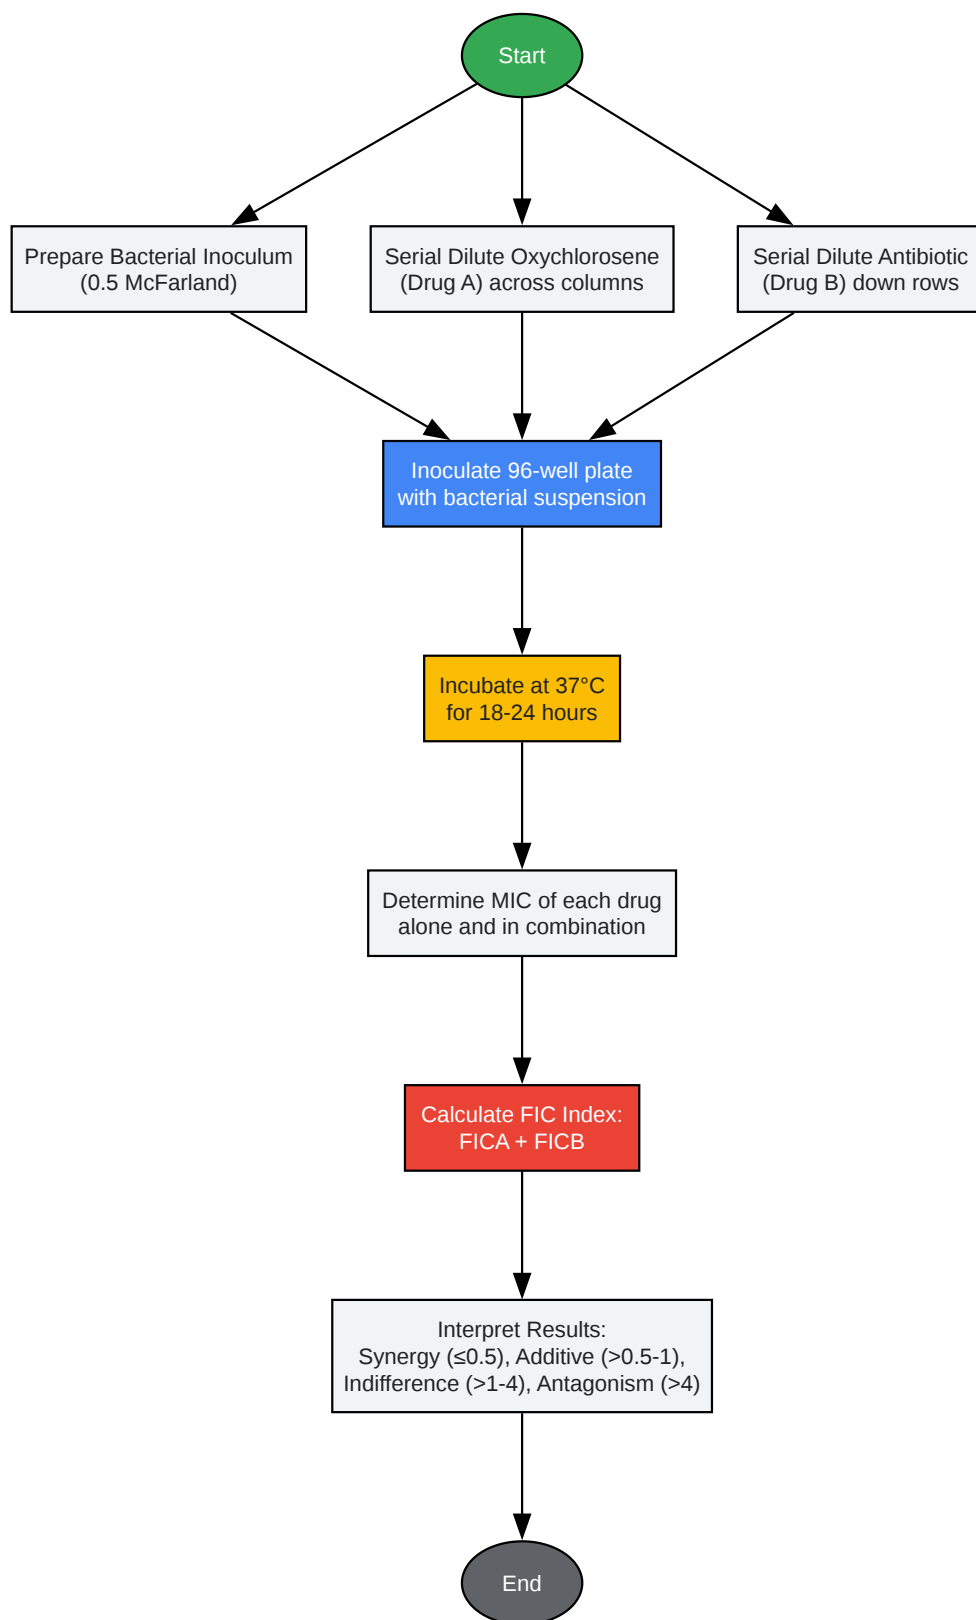 Start
Prepare Bacterial Inoculum
(0.5 McFarland)
Serial Dilute Oxychlorosene
(Drug A) across columns
Serial Dilute Antibiotic
(Drug B) down rows
Inoculate 96-well plate
with bacterial suspension
Incubate at 37°C
for 18-24 hours
Determine MIC of each drug
alone and in combination
Calculate FIC Index:
FICA + FICB
Interpret Results:
Synergy (≤0.5), Additive (>0.5-1),
Indifference (>1-4), Antagonism (>4)
End